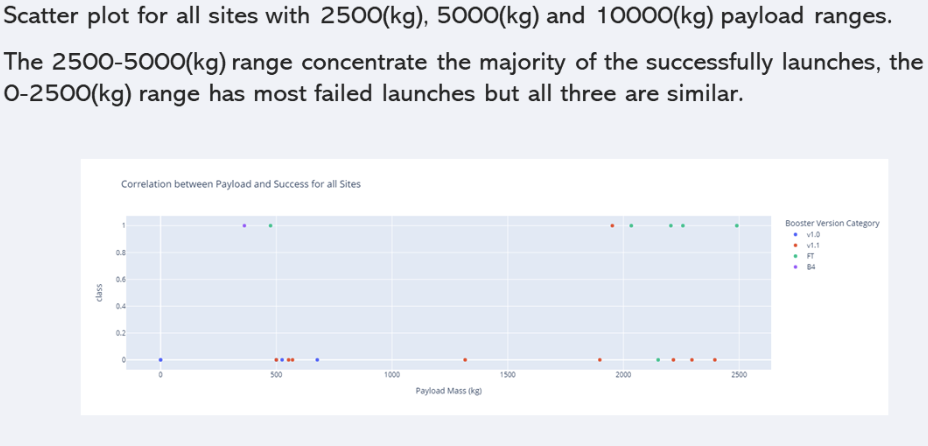 Scatter plot for all sites with 2500(kg), 5000(kg) and 10000(kg) payload ranges.
The 2500-5000(kg) range concentrate the majority of the successfully launches, the
0-2500(kg) range has most failed launches but all three are similar.
Correlation between Payload and Success for all Sites
Booster Version Category
v1.0
v1.1
FT
B4
class
1
0.8
0.6
0.4
0.2
0
0
500
1000
1500
2000
2500
Payload Mass (kg)